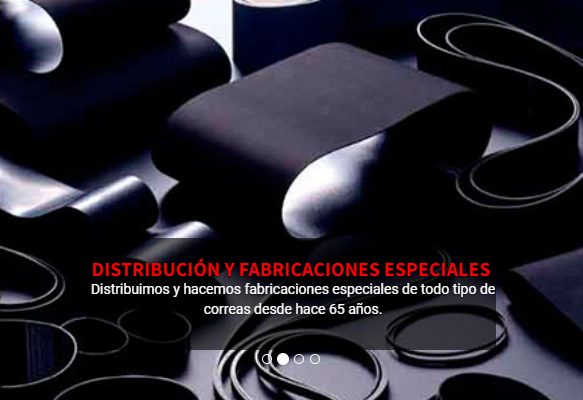 DISTRIBUCIÓN Y FABRICACIONES ESPECIALES
Distribuimos y hacemos fabricaciones especiales de todo tipo de
correas desde hace 65 años.